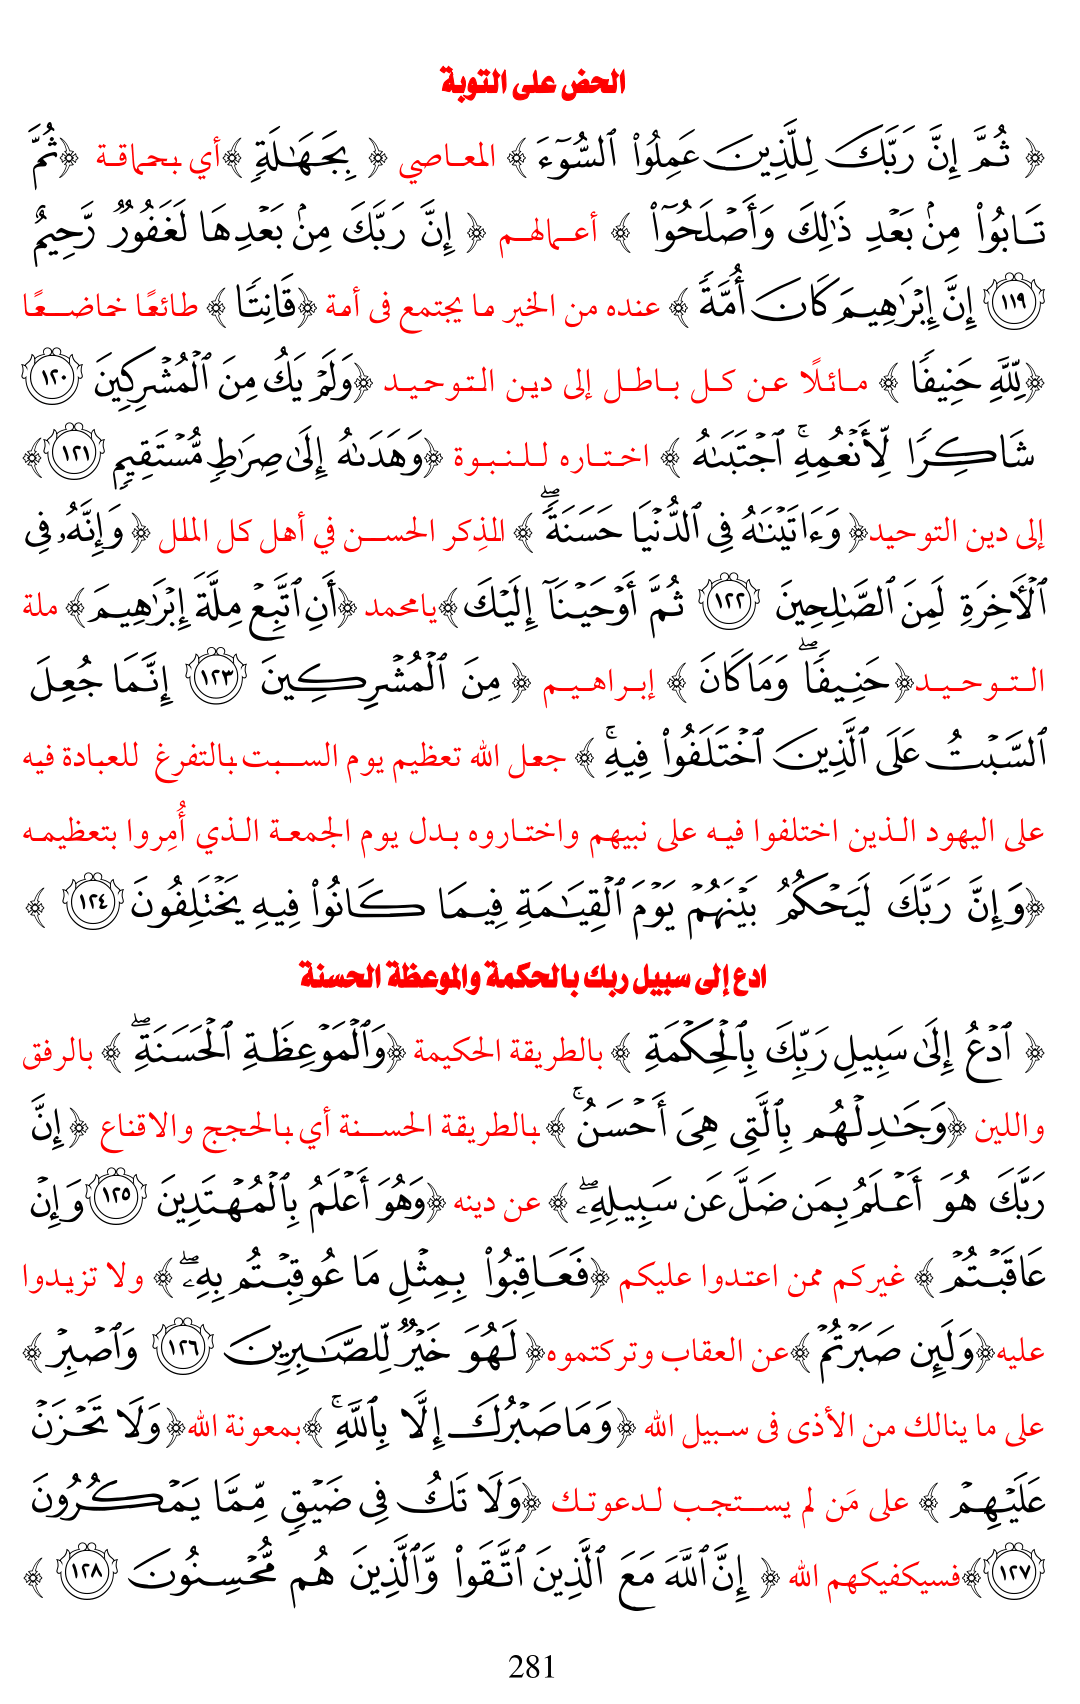 الحض على التوبة
﴿ ثُمَّ إِنَّ رَبَّكَ لِلَّذِينَ عَمِلُوا۟ ٱلسُّوٓءَ ﴾ المعاصي ﴿ بِجَهَٰلَةٍ ﴾ أي بحماقة ﴿ثُمَّ
تَابُوا۟ مِنۢ بَعْدِ ذَٰلِكَ وَأَصْلَحُوٓا۟ ﴾ أعمالهم ﴿ إِنَّ رَبَّكَ مِنۢ بَعْدِهَا لَغَفُورٌ رَّحِيمٌ
﴿١١٩﴾ إِنَّ إِبْرَٰهِيمَ كَانَ أُمَّةً ﴾ عنده من الخير ما يجتمع فى أمة ﴿قَانِتًا ﴾ طائعًا خاضعًا
﴿لِّلَّهِ حَنِيفًا ﴾ مائلًا عن كل باطل إلى دين التوحيد ﴿وَلَمْ يَكُ مِنَ ٱلْمُشْرِكِينَ ﴿١٢٠﴾
شَاكِرًا لِّأَنْعُمِهِ ۚ ٱجْتَبَىٰهُ ﴾ اختاره للنبوة ﴿وَهَدَىٰهُ إِلَىٰ صِرَٰطٍ مُّسْتَقِيمٍ ﴿١٢١﴾ ﴾
إلى دين التوحيد﴿ وَءَاتَيْنَٰهُ فِى ٱلدُّنْيَا حَسَنَةً ۖ ﴾ الذِكر الحسن في أهل كل الملل ﴿ وَإِنَّهُۥ فِى
ٱلْـَٔاخِرَةِ لَمِنَ ٱلصَّٰلِحِينَ ﴿١٢٢﴾ ثُمَّ أَوْحَيْنَآ إِلَيْكَ ﴾يامحمد ﴿أَنِ ٱتَّبِعْ مِلَّةَ إِبْرَٰهِيمَ﴾ ملة
التوحيد﴿ حَنِيفًا ۖ وَمَا كَانَ ﴾ إبراهيم ﴿ مِنَ ٱلْمُشْرِكِينَ ﴿١٢٣﴾ إِنَّمَا جُعِلَ
ٱلسَّبْتُ عَلَى ٱلَّذِينَ ٱخْتَلَفُوا۟ فِيهِ ۚ ﴾ جعل الله تعظيم يوم السبت بالتفرغ للعبادة فيه
على اليهود الذين اختلفوا فيه على نبيهم واختاروه بدل يوم الجمعة الذي أُمِروا بتعظيمه
﴿وَإِنَّ رَبَّكَ لَيَحْكُمُ بَيْنَهُمْ يَوْمَ ٱلْقِيَٰمَةِ فِيمَا كَانُوا۟ فِيهِ يَخْتَلِفُونَ ﴿١٢٤﴾ ﴾
ادع إلى سبيل ربك بالحكمة والموعظة الحسنة
﴿ ٱدْعُ إِلَىٰ سَبِيلِ رَبِّكَ بِٱلْحِكْمَةِ ﴾ بالطريقة الحكيمة ﴿وَٱلْمَوْعِظَةِ ٱلْحَسَنَةِ ۖ ﴾ بالرفق
واللين ﴿وَجَٰدِلْهُم بِٱلَّتِى هِىَ أَحْسَنُ ۚ ﴾ بالطريقة الحسنة أي بالحجج والاقناع ﴿ إِنَّ
رَبَّكَ هُوَ أَعْلَمُ بِمَن ضَلَّ عَن سَبِيلِهِۦ ۖ ﴾ عن دينه ﴿وَهُوَ أَعْلَمُ بِٱلْمُهْتَدِينَ ﴿١٢٥﴾ وَإِنْ
عَاقَبْتُمْ ﴾ غيركم ممن اعتدوا عليكم ﴿فَعَاقِبُوا۟ بِمِثْلِ مَا عُوقِبْتُم بِهِۦ ۖ ﴾ ولا تزيدوا
عليه﴿وَلَئِن صَبَرْتُمْ ﴾عن العقاب وتركتموه﴿ لَهُوَ خَيْرٌ لِّلصَّٰبِرِينَ ﴿١٢٦﴾ وَٱصْبِرْ ﴾
على ما ينالك من الأذى فى سبيل الله ﴿وَمَا صَبْرُكَ إِلَّا بِٱللَّهِ ۚ ﴾بمعونة الله﴿وَلَا تَحْزَنْ
عَلَيْهِمْ ﴾ على مَن لم يستجب لدعوتك ﴿وَلَا تَكُ فِى ضَيْقٍ مِّمَّا يَمْكُرُونَ
﴿١٢٧﴾ ﴾فسيكفيكهم الله ﴿ إِنَّ ٱللَّهَ مَعَ ٱلَّذِينَ ٱتَّقَوا۟ وَّٱلَّذِينَ هُم مُّحْسِنُونَ ﴿١٢٨﴾ ﴾
281